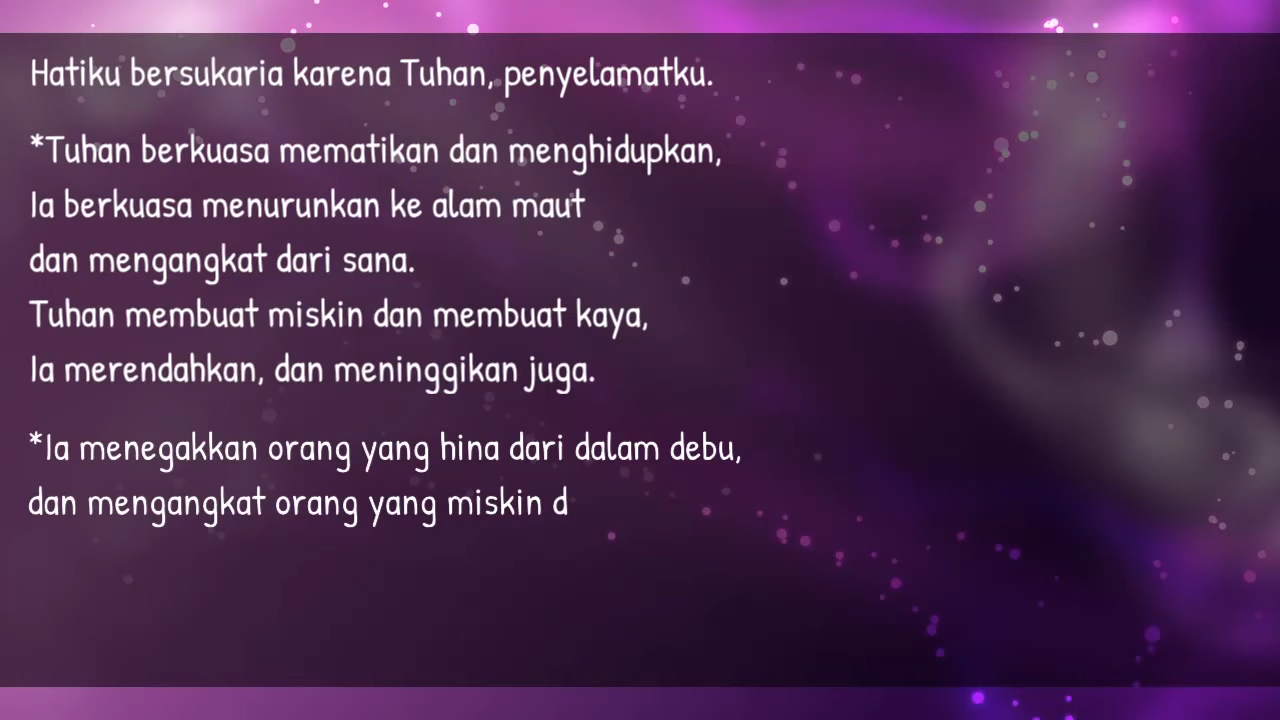 Hatiku bersukaria karena Tuhan, penyelamatku.
*Tuhan berkuasa mematikan dan menghidupkan,
Ia berkuasa menurunkan ke alam maut
dan mengangkat dari sana.
Tuhan membuat miskin dan membuat kaya,
Ia merendahkan, dan meninggikan juga.
*Ia menegakkan orang yang hina dari dalam debu,
dan mengangkat orang yang miskin d